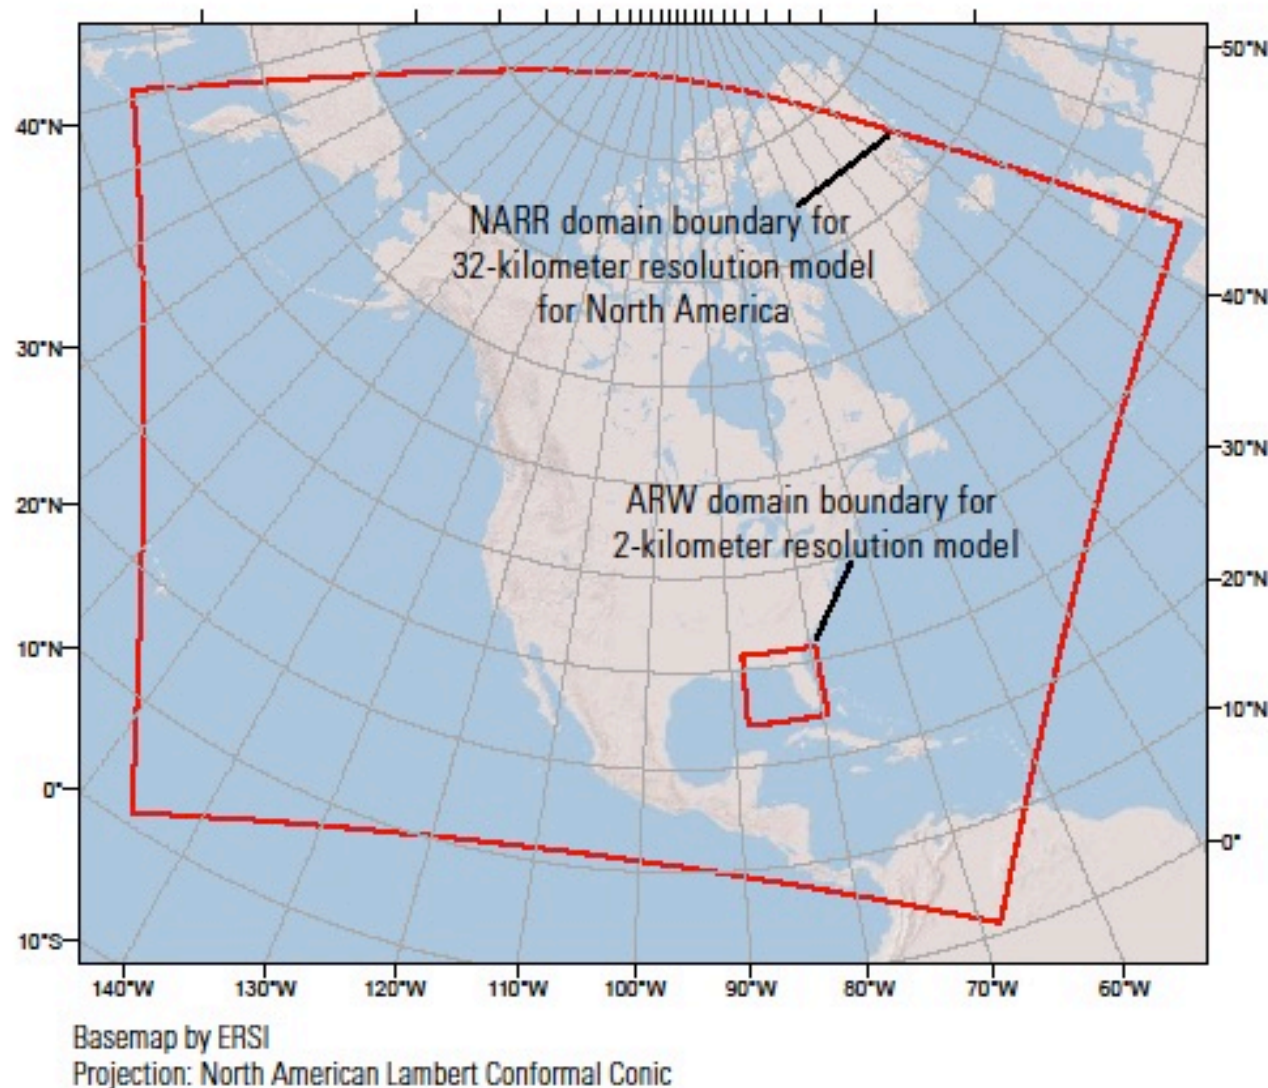 50°N
40°N
NARR domain boundary for
32-kilometer resolution model
for North America
40°N
30°N
30°N
20°N
ARW domain boundary for
2-kilometer resolution model
20°N
10°N
10°N
0°
0°
10°S
140°W 130°W 120°W 110°W 100°W 90°W 80°W 70°W 60°W
Basemap by ERSI
Projection: North American Lambert Conformal Conic